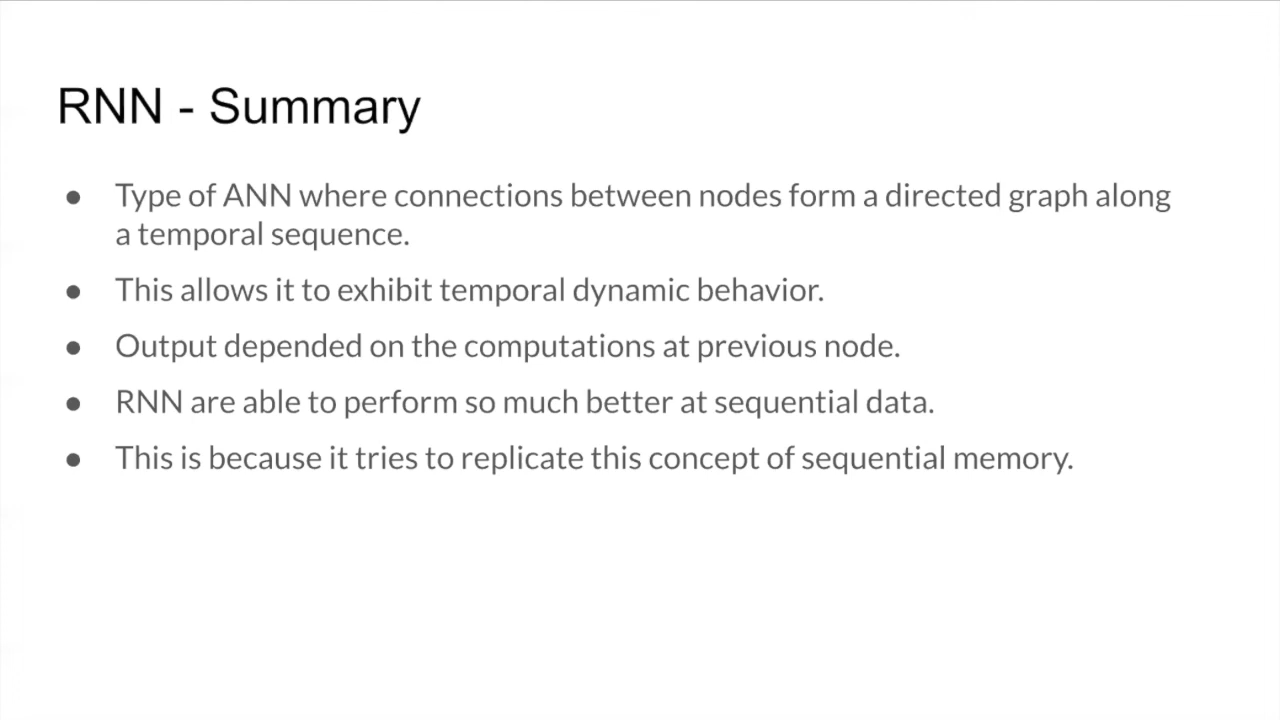 RNN - Summary
● Type of ANN where connections between nodes form a directed graph along
a temporal sequence.
● This allows it to exhibit temporal dynamic behavior.
● Output depended on the computations at previous node.
● RNN are able to perform so much better at sequential data.
● This is because it tries to replicate this concept of sequential memory.